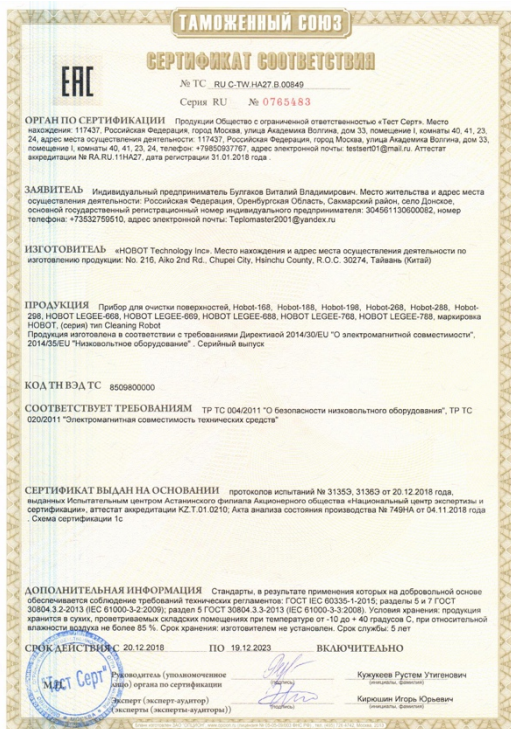 ТАМОЖЕННЫЙ СОЮЗ
СЕРТИФИКАТ СООТВЕТСТВИЯ
ЕАС
№ ТС RU C-TW.НА27.В.00849
Серия RU № 0765483
ОРГАН ПО СЕРТИФИКАЦИИ Продукции Общество с ограниченной ответственностью «Тест Серт». Место
нахождения: 117437, Российская Федерация, город Москва, улица Академика Волгина, дом 33, помещение I, комнаты 40, 41, 23,
24, адрес места осуществления деятельности: 117437, Российская Федерация, город Москва, улица Академика Волгина, дом 33,
помещение I, комнаты 40, 41, 23, 24, телефон: +79850937767, адрес электронной почты: testsert01@mail.ru. Аттестат
аккредитации № RA.RU.11НА27, дата регистрации 31.01.2018 года .
ЗАЯВИТЕЛЬ Индивидуальный предприниматель Булгаков Виталий Владимирович. Место жительства и адрес места
осуществления деятельности: Российская Федерация, Оренбургская Область, Сакмарский район, село Донское,
основной государственный регистрационный номер индивидуального предпринимателя: 304561130600082, номер
телефона: +73532759510, адрес электронной почты: Teplomaster2001@yandex.ru
ИЗГОТОВИТЕЛЬ «HOBOT Technology Inc». Место нахождения и адрес места осуществления деятельности по
изготовлению продукции: No. 216, Aiko 2nd Rd., Chupei City, Hsinchu County, R.O.C. 30274, Тайвань (Китай)
ПРОДУКЦИЯ Прибор для очистки поверхностей, Hobot-168, Hobot-188, Hobot-198, Hobot-268, Hobot-288, Hobot-
298, HOBOT LEGEE-668, HOBOT LEGEE-669, HOBOT LEGEE-688, HOBOT LEGEE-768, HOBOT LEGEE-788, маркировка
HOBOT, (серия) тип Cleaning Robot
Продукция изготовлена в соответствии с требованиями Директивой 2014/30/EU "О электромагнитной совместимости",
2014/35/EU "Низковольтное оборудование" . Серийный выпуск
КОД ТН ВЭД ТС 8509800000
СООТВЕТСТВУЕТ ТРЕБОВАНИЯМ ТР ТС 004/2011 "О безопасности низковольтного оборудования", ТР ТС
020/2011 "Электромагнитная совместимость технических средств"
СЕРТИФИКАТ ВЫДАН НА ОСНОВАНИИ протоколов испытаний № 3135Э, 3136Э от 20.12.2018 года,
выданных Испытательным центром Астанинского филиала Акционерного общества «Национальный центр экспертизы и
сертификации», аттестат аккредитации KZ.T.01.0210; Акта анализа состояния производства № 749НА от 04.11.2018 года
. Схема сертификации 1с
ДОПОЛНИТЕЛЬНАЯ ИНФОРМАЦИЯ Стандарты, в результате применения которых на добровольной основе
обеспечивается соблюдение требований технических регламентов: ГОСТ IEC 60335-1-2015; разделы 5 и 7 ГОСТ
30804.3.2-2013 (IEC 61000-3-2:2009); раздел 5 ГОСТ 30804.3.3-2013 (IEC 61000-3-3:2008). Условия хранения: продукция
хранится в сухих, проветриваемых складских помещениях при температуре от -10 до + 40 градусов С, при относительной
влажности воздуха не более 85 %. Срок хранения: изготовителем не установлен. Срок службы: 5 лет
СРОК ДЕЙСТВИЯ С 20.12.2018 ПО 19.12.2023 ВКЛЮЧИТЕЛЬНО
М.П. "Тест Серт"
Руководитель (уполномоченное
лицо) органа по сертификации
(подпись)
Кужукеев Рустем Утигенович
(инициалы, фамилия)
Эксперт (эксперт-аудитор)
(эксперты (эксперты-аудиторы))
(подпись)
Кирюшин Игорь Юрьевич
(инициалы, фамилия)